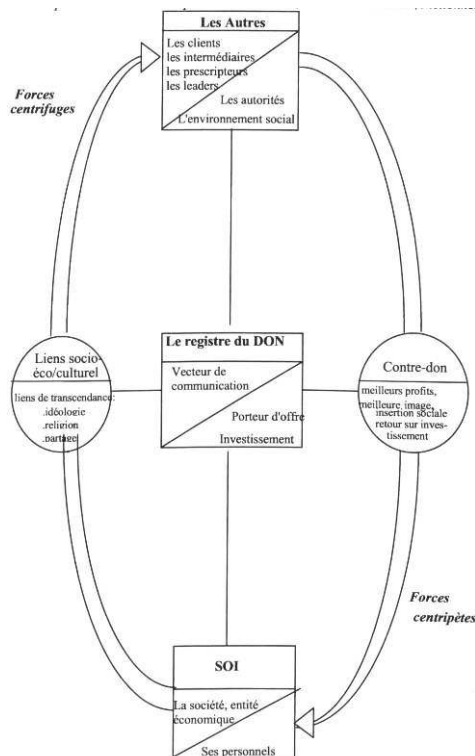 Les Autres
Les clients
les intermédiaires
les prescripteurs
les leaders
Les autorités
L'environnement social
Forces
centrifuges
Liens socio-
éco/culturel
liens de transcendance:
.idéologie
.religion
.partage
Le registre du DON
Vecteur de
communication
Porteur d'offre
Investissement
Contre-don
meilleurs profits,
meilleure image,
insertion sociale
retour sur inves-
tissement
Forces
centripètes
SOI
La société, entité
économique
Ses personnels